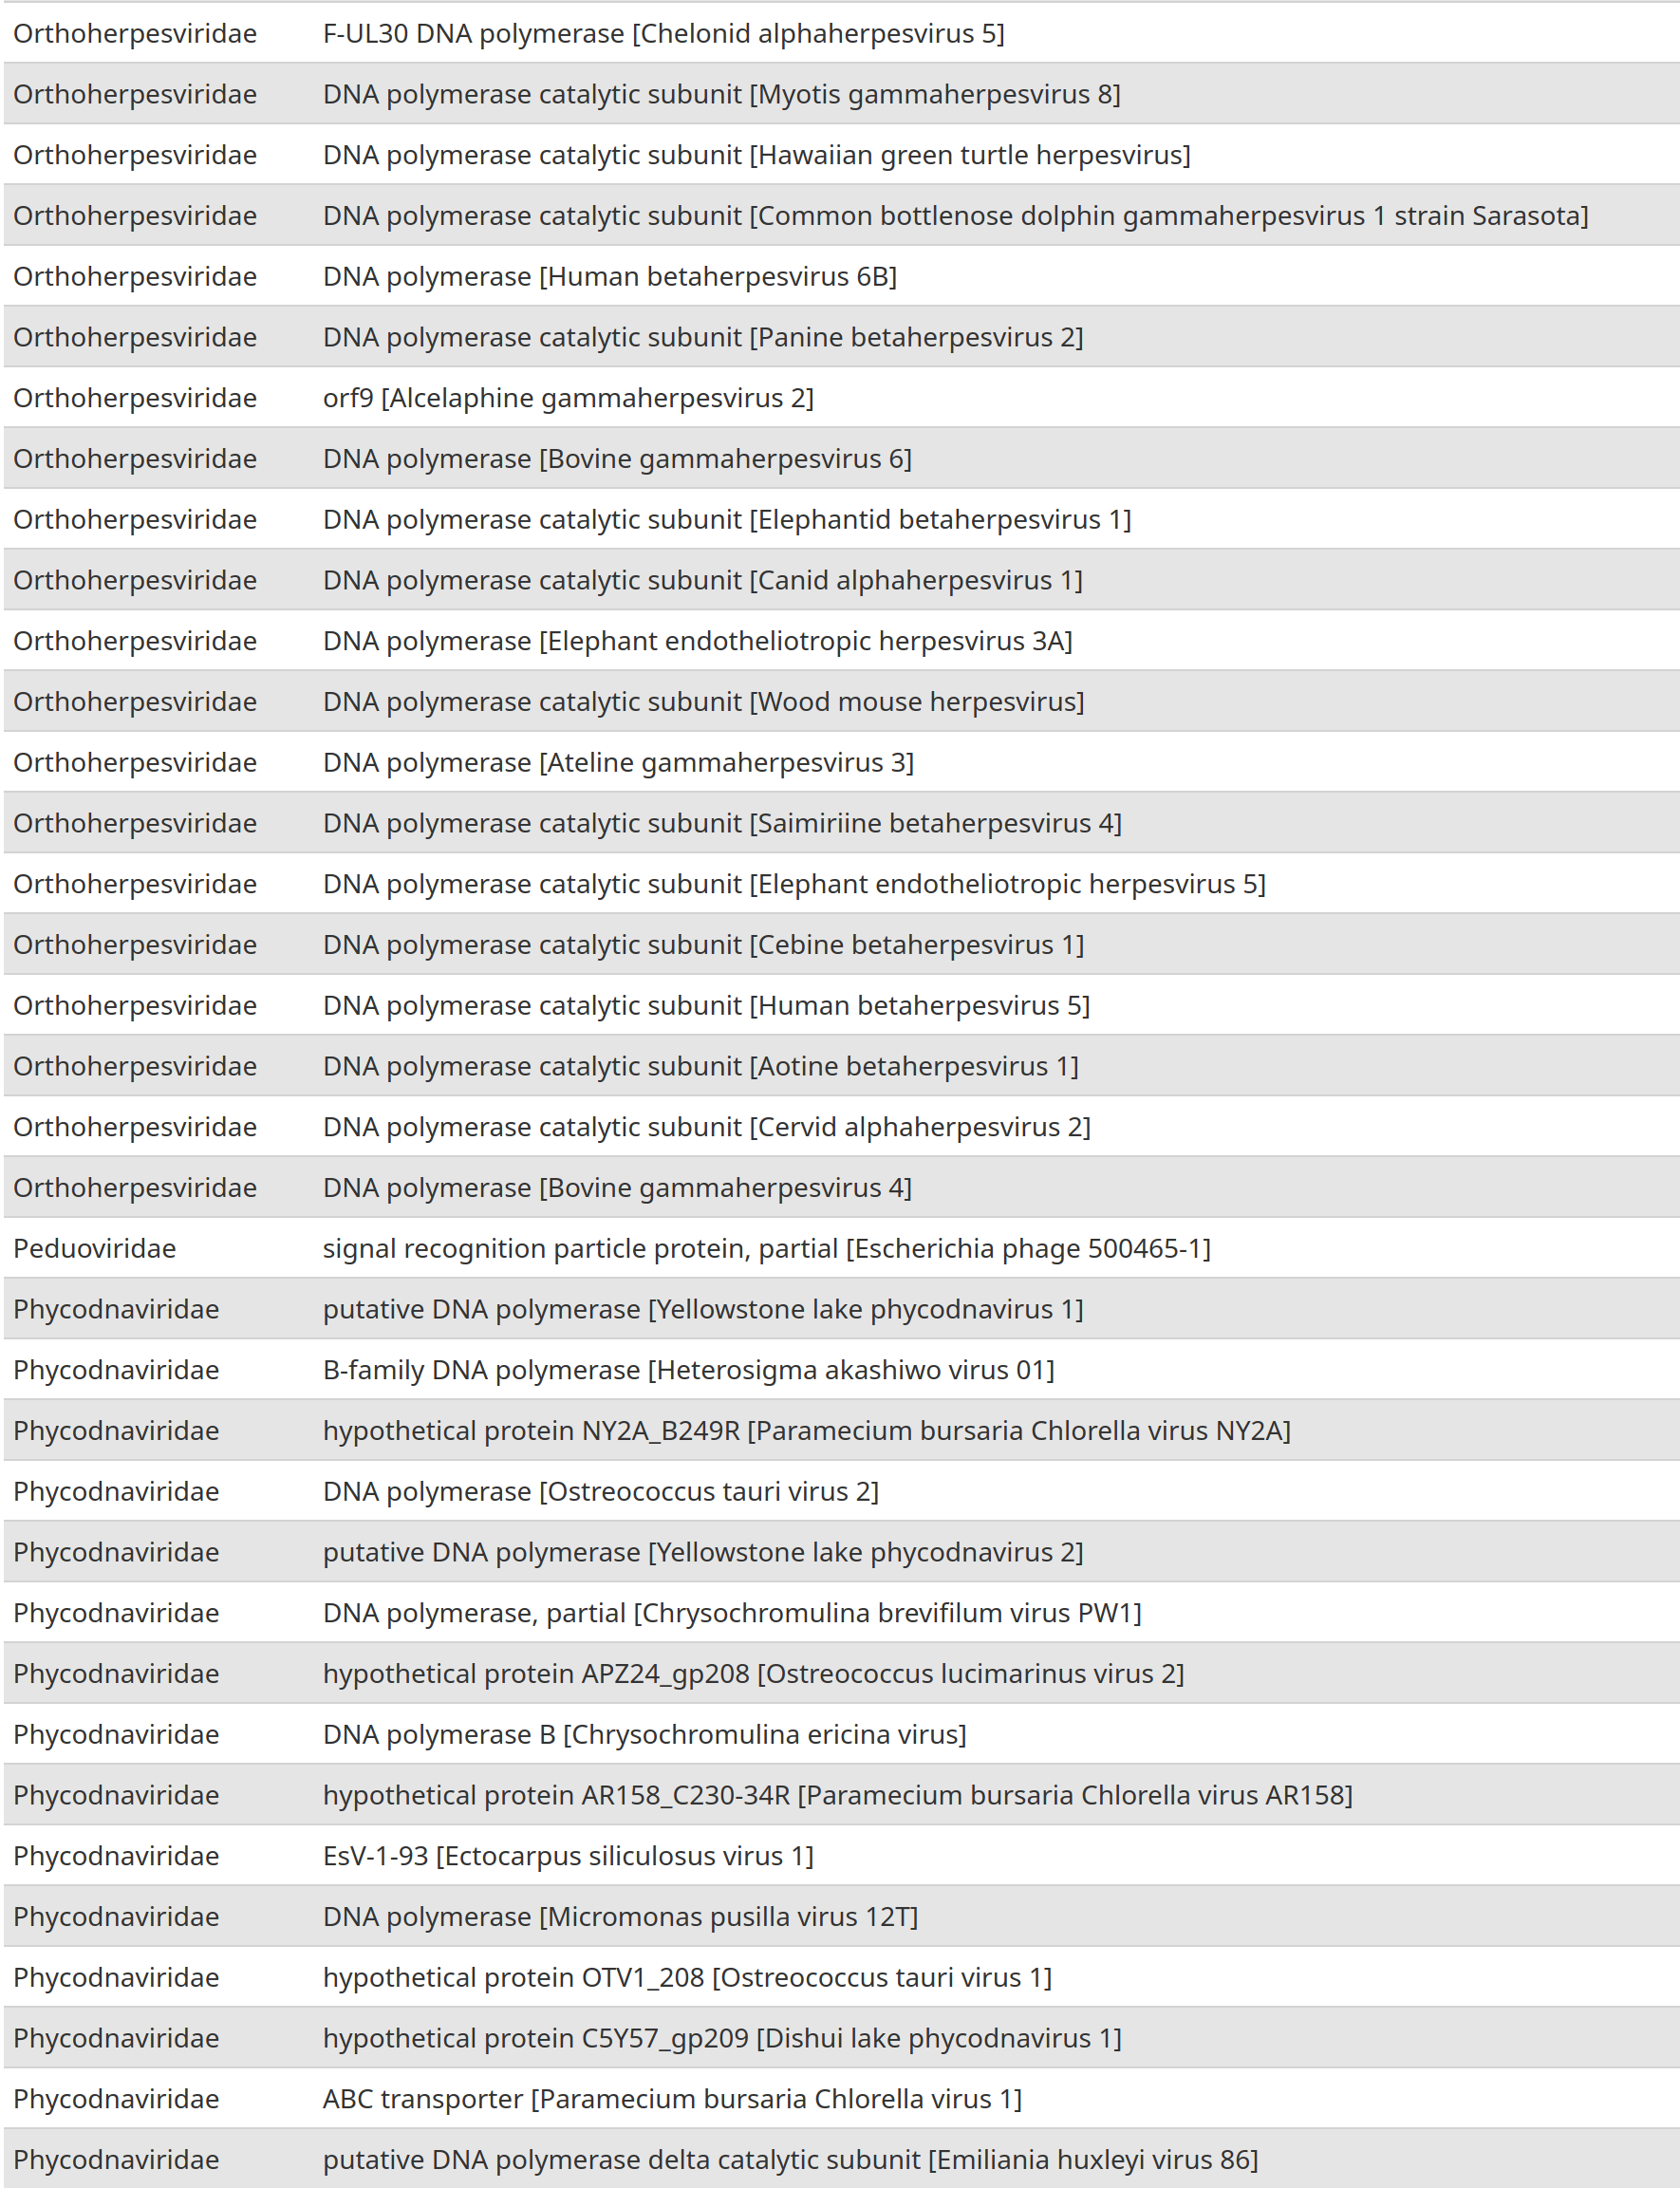 Orthoherpesviridae F-UL30 DNA polymerase [Chelonid alphaherpesvirus 5]
Orthoherpesviridae DNA polymerase catalytic subunit [Myotis gammaherpesvirus 8]
Orthoherpesviridae DNA polymerase catalytic subunit [Hawaiian green turtle herpesvirus]
Orthoherpesviridae DNA polymerase catalytic subunit [Common bottlenose dolphin gammaherpesvirus 1 strain Sarasota]
Orthoherpesviridae DNA polymerase [Human betaherpesvirus 6B]
Orthoherpesviridae DNA polymerase catalytic subunit [Panine betaherpesvirus 2]
Orthoherpesviridae orf9 [Alcelaphine gammaherpesvirus 2]
Orthoherpesviridae DNA polymerase [Bovine gammaherpesvirus 6]
Orthoherpesviridae DNA polymerase catalytic subunit [Elephantid betaherpesvirus 1]
Orthoherpesviridae DNA polymerase catalytic subunit [Canid alphaherpesvirus 1]
Orthoherpesviridae DNA polymerase [Elephant endotheliotropic herpesvirus 3A]
Orthoherpesviridae DNA polymerase catalytic subunit [Wood mouse herpesvirus]
Orthoherpesviridae DNA polymerase [Ateline gammaherpesvirus 3]
Orthoherpesviridae DNA polymerase catalytic subunit [Saimiriine betaherpesvirus 4]
Orthoherpesviridae DNA polymerase catalytic subunit [Elephant endotheliotropic herpesvirus 5]
Orthoherpesviridae DNA polymerase catalytic subunit [Cebine betaherpesvirus 1]
Orthoherpesviridae DNA polymerase catalytic subunit [Human betaherpesvirus 5]
Orthoherpesviridae DNA polymerase catalytic subunit [Aotine betaherpesvirus 1]
Orthoherpesviridae DNA polymerase catalytic subunit [Cervid alphaherpesvirus 2]
Orthoherpesviridae DNA polymerase [Bovine gammaherpesvirus 4]
Peduoviridae signal recognition particle protein, partial [Escherichia phage 500465-1]
Phycodnaviridae putative DNA polymerase [Yellowstone lake phycodnavirus 1]
Phycodnaviridae B-family DNA polymerase [Heterosigma akashiwo virus 01]
Phycodnaviridae hypothetical protein NY2A_B249R [Paramecium bursaria Chlorella virus NY2A]
Phycodnaviridae DNA polymerase [Ostreococcus tauri virus 2]
Phycodnaviridae putative DNA polymerase [Yellowstone lake phycodnavirus 2]
Phycodnaviridae DNA polymerase, partial [Chrysochromulina brevifilum virus PW1]
Phycodnaviridae hypothetical protein APZ24_gp208 [Ostreococcus lucimarinus virus 2]
Phycodnaviridae DNA polymerase B [Chrysochromulina ericina virus]
Phycodnaviridae hypothetical protein AR158_C230-34R [Paramecium bursaria Chlorella virus AR158]
Phycodnaviridae EsV-1-93 [Ectocarpus siliculosus virus 1]
Phycodnaviridae DNA polymerase [Micromonas pusilla virus 12T]
Phycodnaviridae hypothetical protein OTV1_208 [Ostreococcus tauri virus 1]
Phycodnaviridae hypothetical protein C5Y57_gp209 [Dishui lake phycodnavirus 1]
Phycodnaviridae ABC transporter [Paramecium bursaria Chlorella virus 1]
Phycodnaviridae putative DNA polymerase delta catalytic subunit [Emiliania huxleyi virus 86]